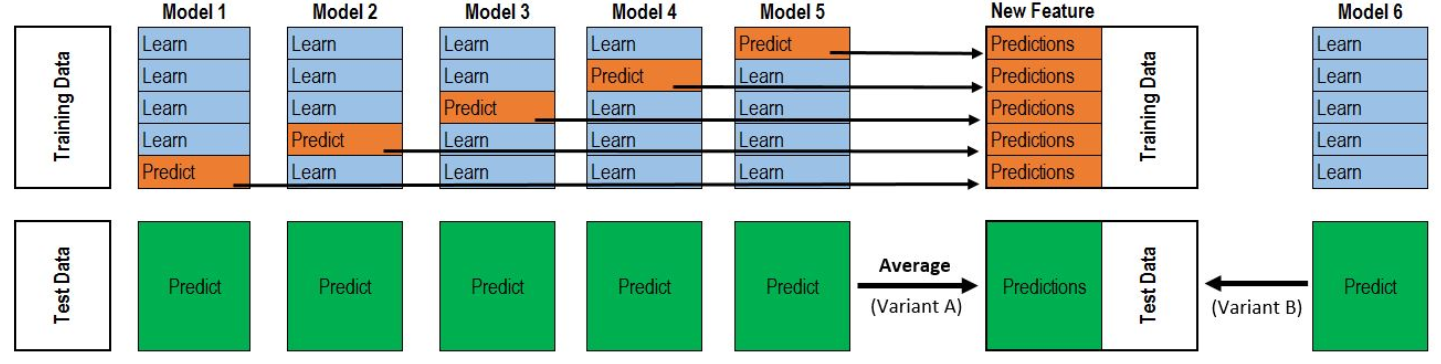 Model 1
Model 2
Model 3
Model 4
Model 5
New Feature
Model 6
Training Data
Learn
Learn
Learn
Learn
Predict
Learn
Learn
Learn
Predict
Learn
Learn
Learn
Predict
Learn
Learn
Learn
Predict
Learn
Learn
Learn
Predict
Learn
Learn
Learn
Learn
Predictions
Predictions
Predictions
Predictions
Predictions
Training Data
Learn
Learn
Learn
Learn
Learn
Test Data
Predict
Predict
Predict
Predict
Predict
Average
(Variant A)
Predictions
Test Data
(Variant B)
Predict